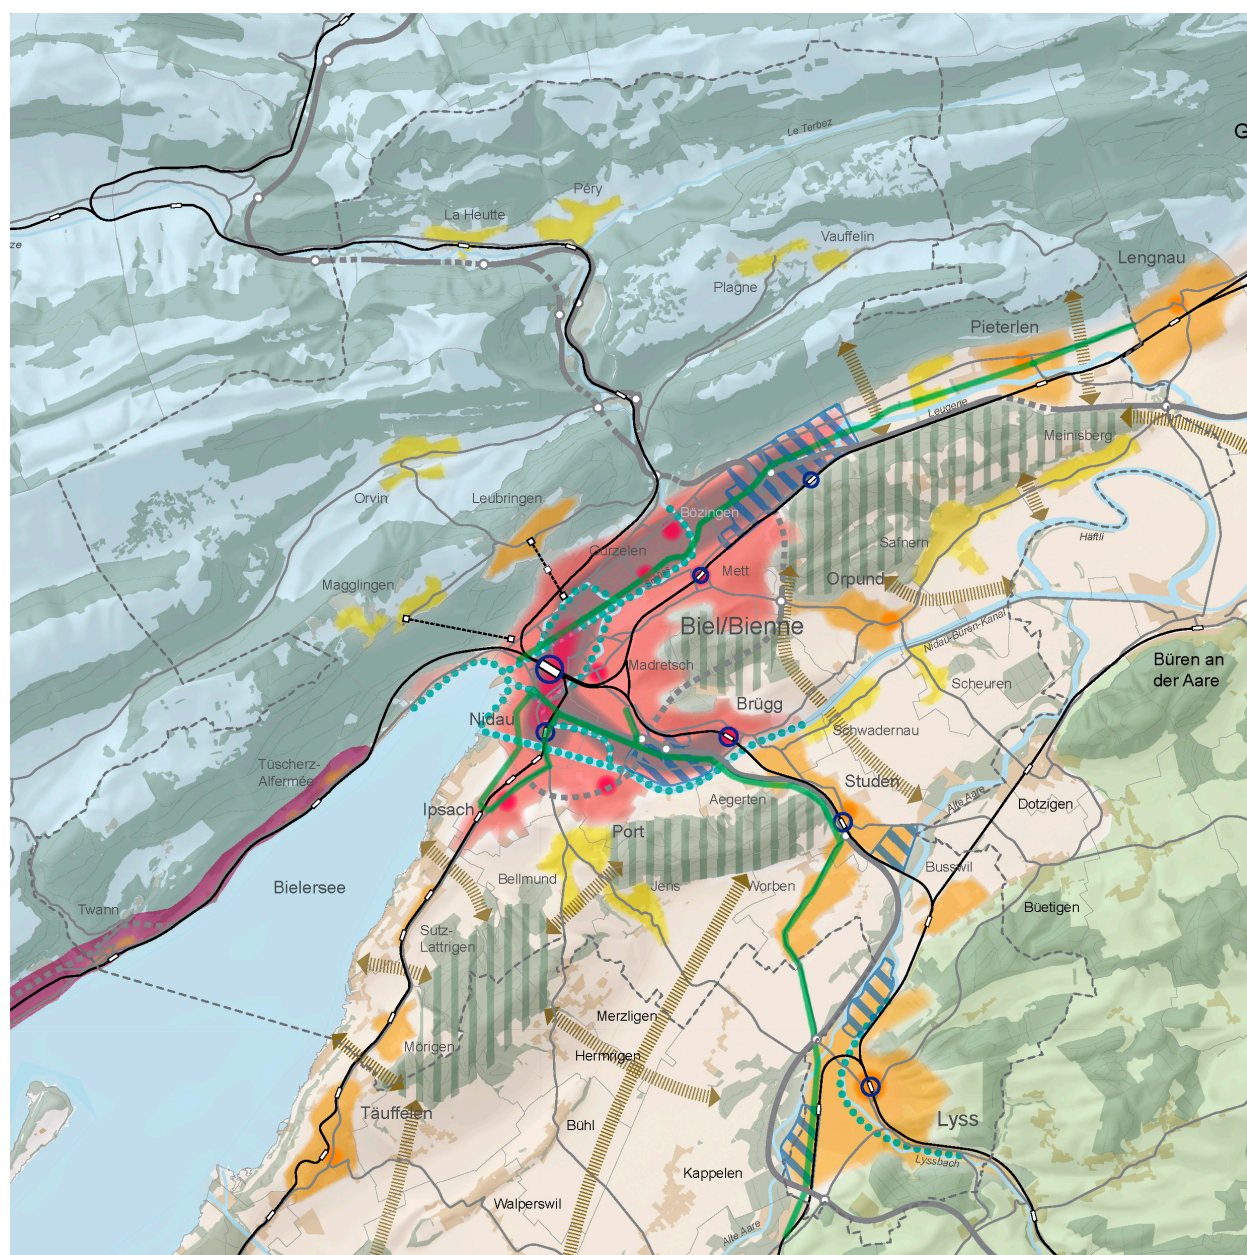 Le Terbez
G
Péry
La Heutte
Vauffelin
ze
Lengnau
Plagne
Pieterlen
Leugene
Meinisberg
Orvin
Leubringen
Bözingen
Häftli
Safnern
Gurzelen
Mett
Orpund
Magglingen
Biel/Bienne
Nidau-Büren-Kanal
Madretsch
Büren an
der Aare
Scheuren
Brügg
Nidau
Schwadernau
Tüscherz-
Alfermée
Studen
Alte Aare
Aegerten
Dotzigen
Ipsach
Port
Busswil
Bellmund
Jens
Worben
Bielersee
Büetigen
Twann
Sutz-
Lattrigen
Merzligen
Mörigen
Hermrigen
Täuffelen
Lyss
Bühl
Lyssbach
Kappelen
Walperswil
Alte Aare